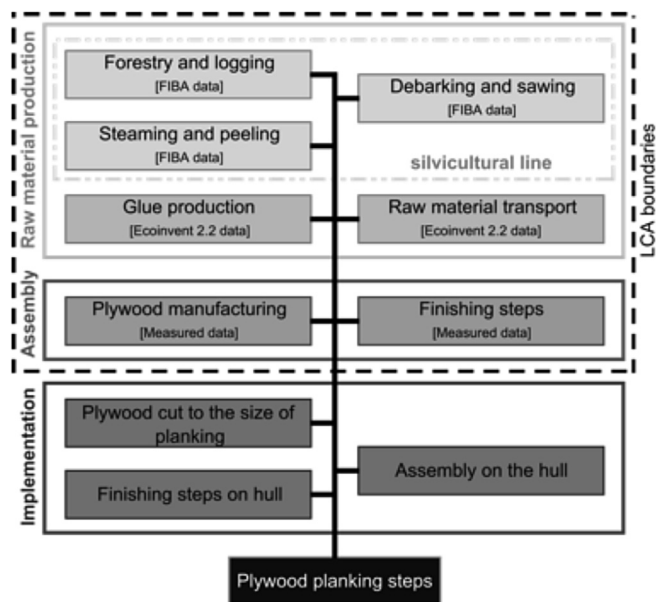 Raw material production
Forestry and logging
[FIBA data]
Debarking and sawing
[FIBA data]
Steaming and peeling
[FIBA data]
silvicultural line
Glue production
[Ecoinvent 2.2 data]
Raw material transport
[Ecoinvent 2.2 data]
LCA boundaries
Assembly
Plywood manufacturing
[Measured data]
Finishing steps
[Measured data]
Implementation
Plywood cut to the size of
planking
Assembly on the hull
Finishing steps on hull
Plywood planking steps